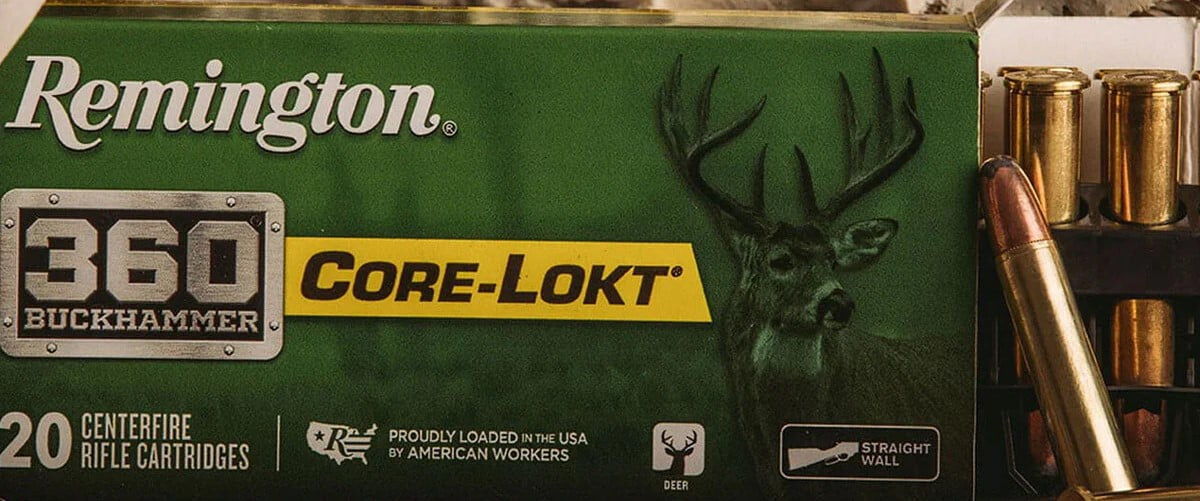 Remington®
360
BUCKHAMMER
CORE-LOKT®
20 CENTERFIRE
RIFLE CARTRIDGES
R
PROUDLY LOADED IN THE USA
BY AMERICAN WORKERS
DEER
STRAIGHT
WALL